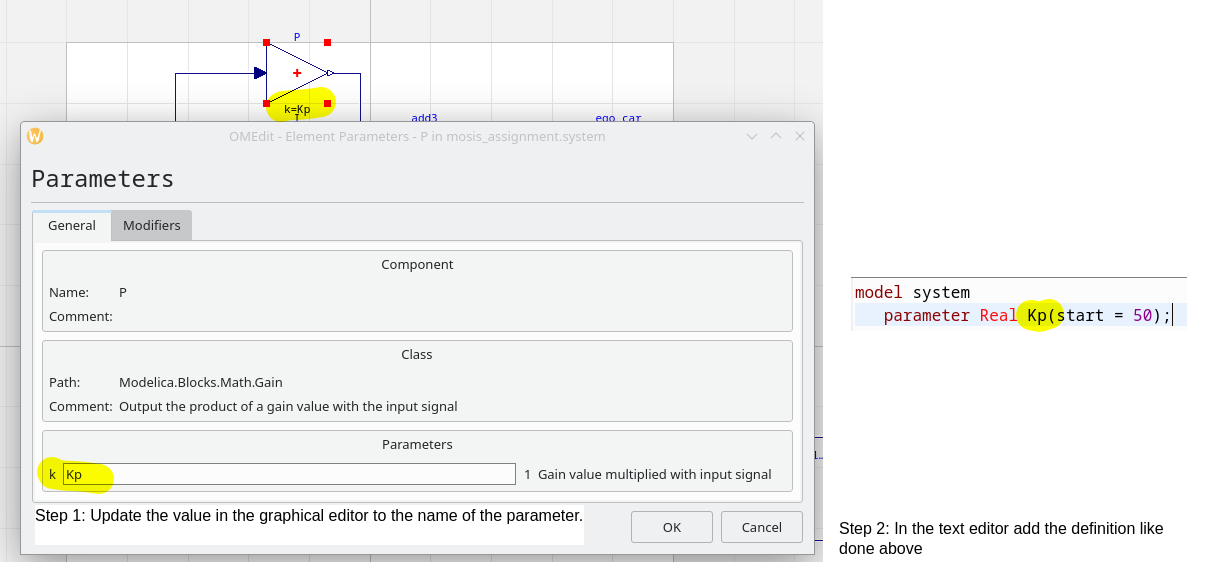 P
k=Kp
I
add3
ego_car
OMEdit - Element Parameters - P in mosis_assignment.system
Parameters
General
Modifiers
Component
Name: P
Comment:
Class
Path: Modelica.Blocks.Math.Gain
Comment: Output the product of a gain value with the input signal
Parameters
k Kp 1 Gain value multiplied with input signal
Step 1: Update the value in the graphical editor to the name of the parameter.
OK
Cancel
model system
parameter Real Kp(start = 50);
Step 2: In the text editor add the definition like
done above